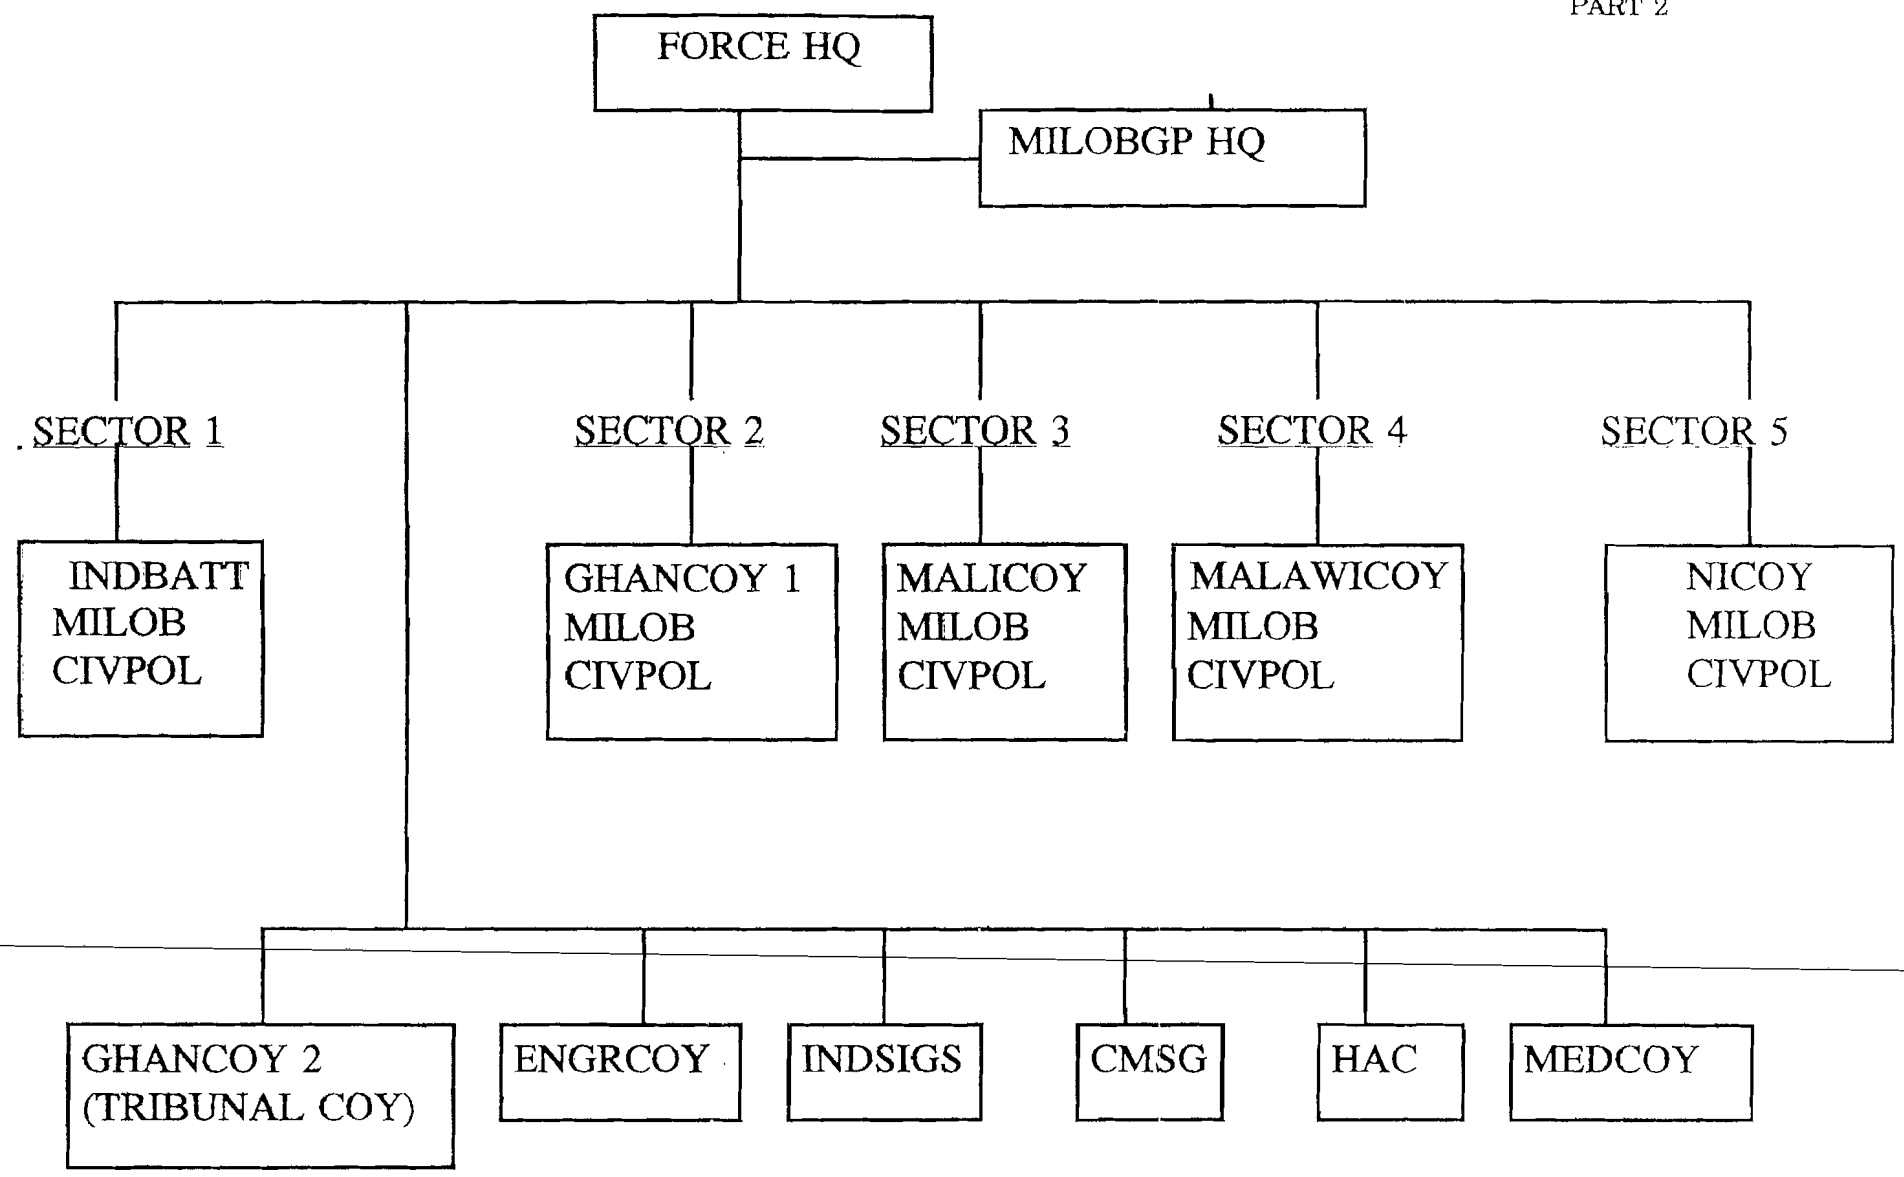 PART 2
FORCE HQ
MILOBGP HQ
SECTOR 1
SECTOR 2
SECTOR 3
SECTOR 4
SECTOR 5
INDBATT
MILOB
CIVPOL
GHANCOY 1
MILOB
CIVPOL
MALICOY
MILOB
CIVPOL
MALAWICOY
MILOB
CIVPOL
NICOY
MILOB
CIVPOL
GHANCOY 2
(TRIBUNAL COY)
ENGRCOY
INDSIGS
CMSG
HAC
MEDCOY